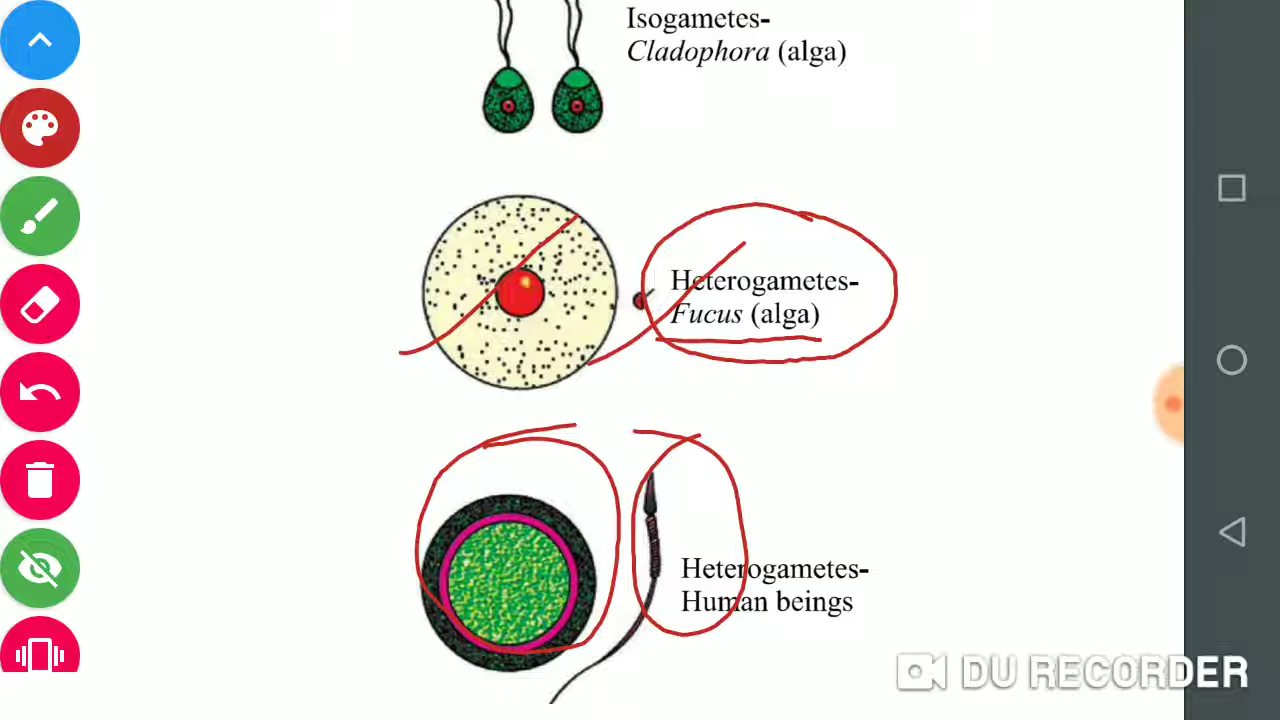 Isogametes-
Cladophora (alga)
Heterogametes-
Fucus (alga)
Heterogametes-
Human beings
DU RECORDER